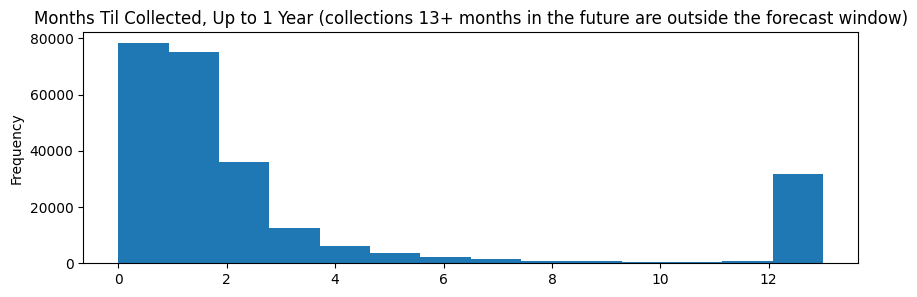 Months Til Collected, Up to 1 Year (collections 13+ months in the future are outside the forecast window)
80000
60000
40000
20000
0
Frequency
0 2 4 6 8 10 12